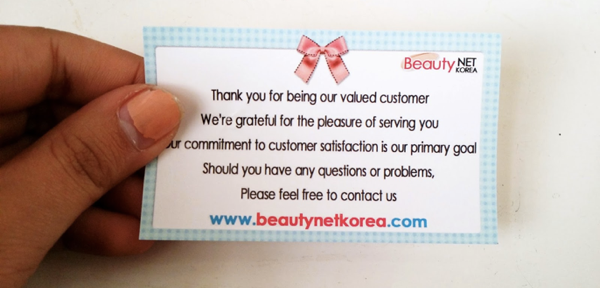 Beauty NET
KOREA
Thank you for being our valued customer
We're grateful for the pleasure of serving you
ur commitment to customer satisfaction is our primary goal
Should you have any questions or problems,
Please feel free to contact us
www.beautynetkorea.com